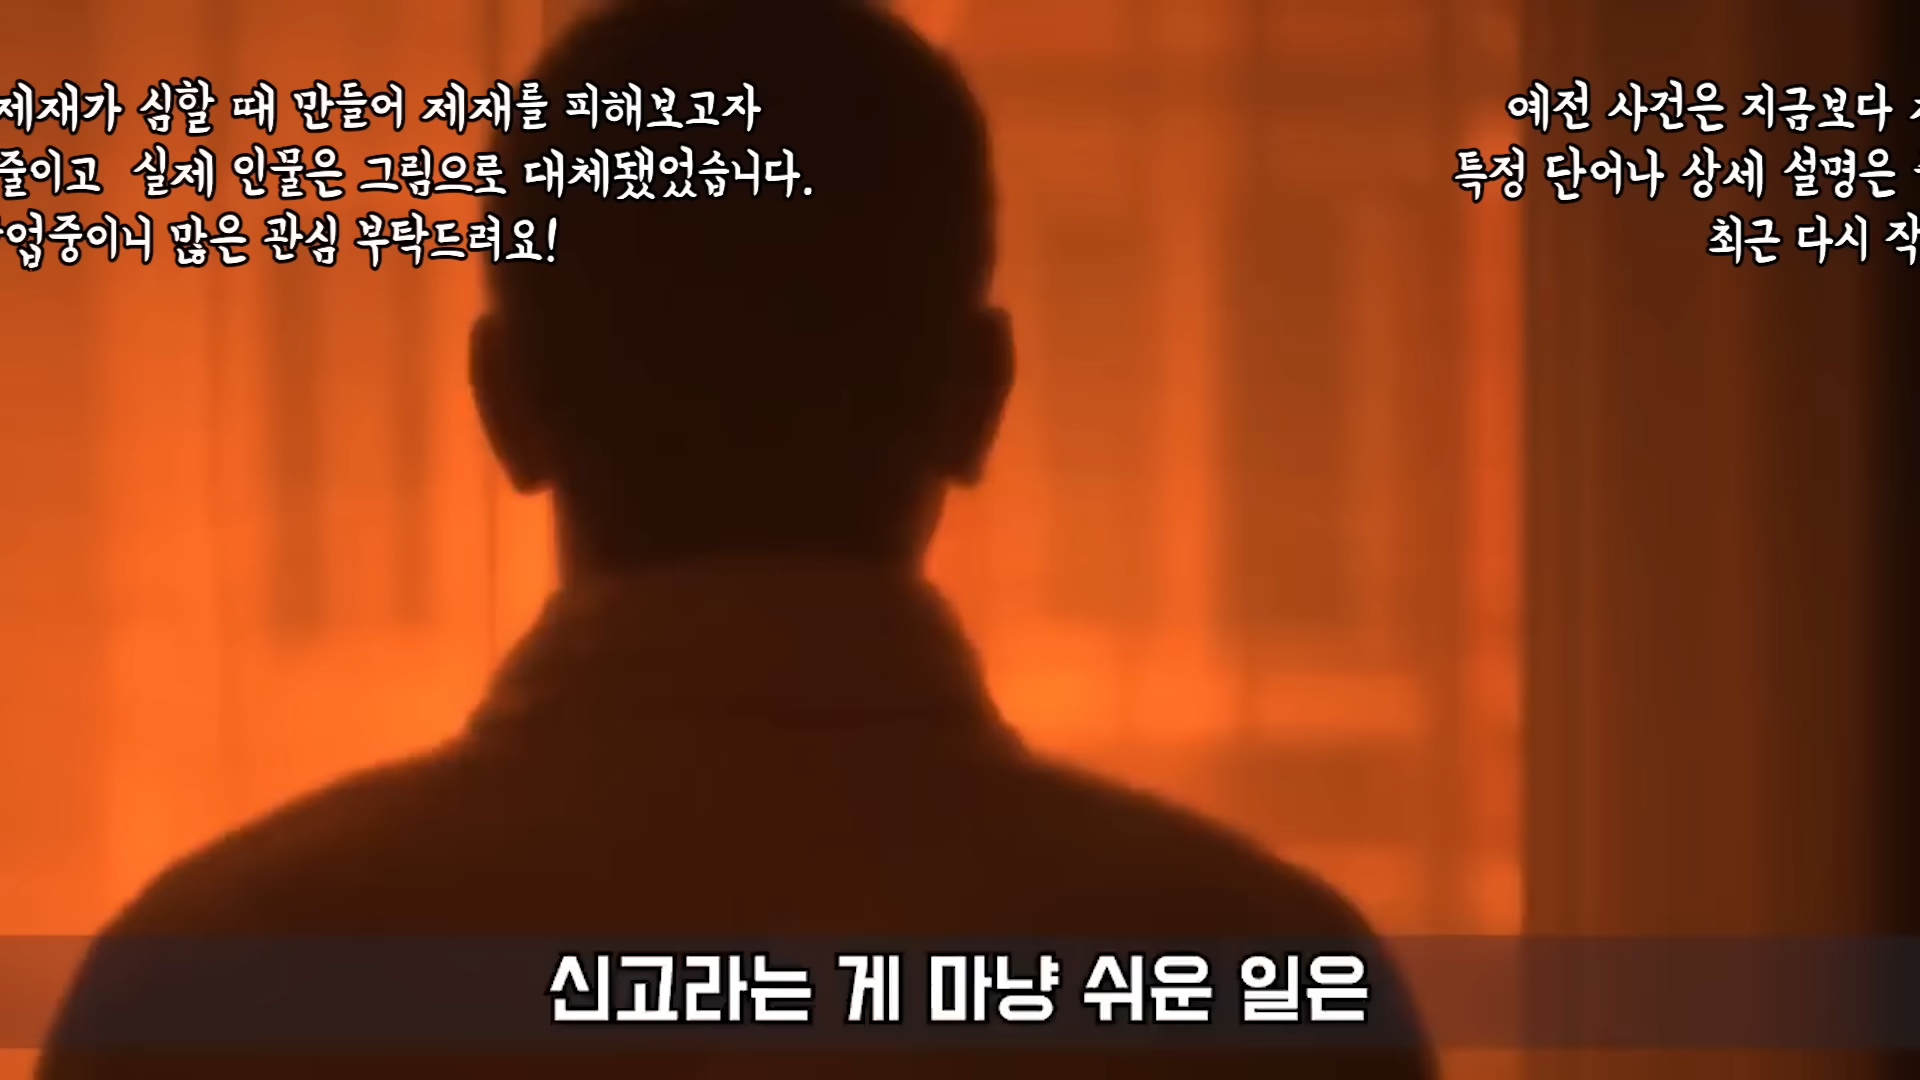 제재가 심할 때 만들어 제재를 피해보고자
줄이고 실제 인물은 그림으로 대체됐었습니다.
업중이니 많은 관심 부탁드려요!
예전 사건은 지금보다
특정 단어나 상세 설명은
최근 다시 작
신고라는 게 마냥 쉬운 일은